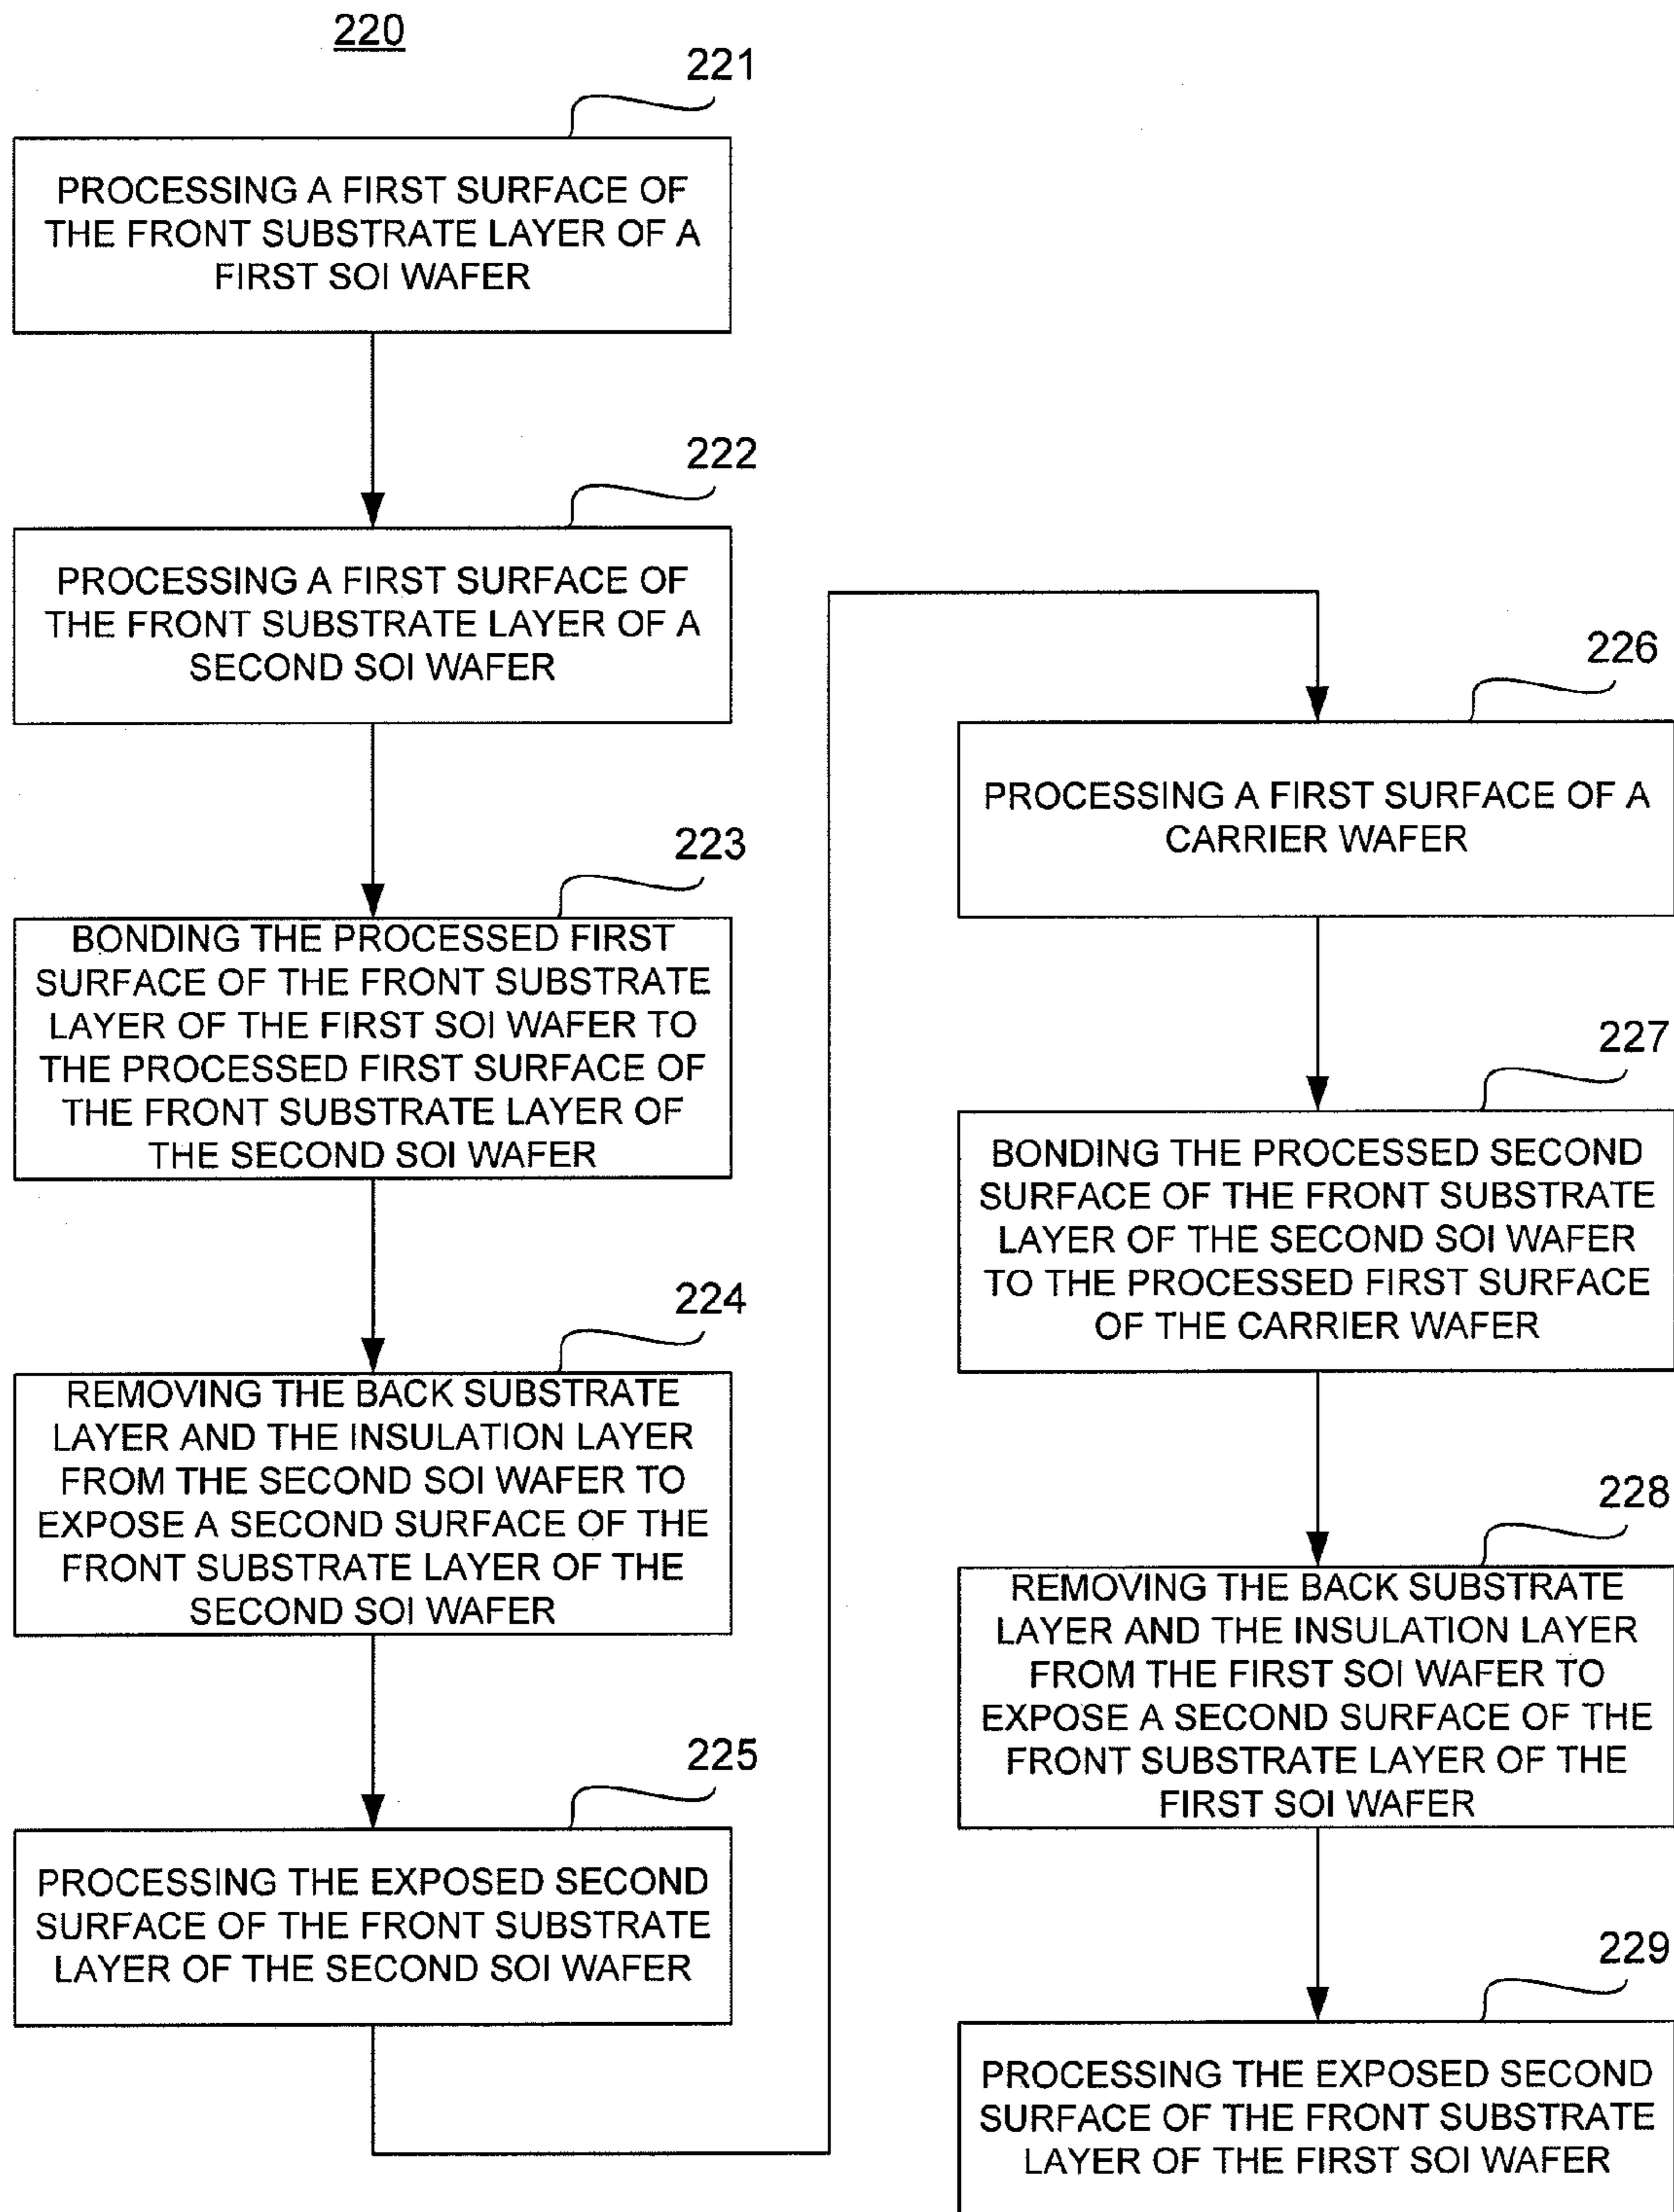 220
221
PROCESSING A FIRST SURFACE OF
THE FRONT SUBSTRATE LAYER OF A
FIRST SOI WAFER
222
PROCESSING A FIRST SURFACE OF
THE FRONT SUBSTRATE LAYER OF A
SECOND SOI WAFER
223
BONDING THE PROCESSED FIRST
SURFACE OF THE FRONT SUBSTRATE
LAYER OF THE FIRST SOI WAFER TO
THE PROCESSED FIRST SURFACE OF
THE FRONT SUBSTRATE LAYER OF
THE SECOND SOI WAFER
224
REMOVING THE BACK SUBSTRATE
LAYER AND THE INSULATION LAYER
FROM THE SECOND SOI WAFER TO
EXPOSE A SECOND SURFACE OF THE
FRONT SUBSTRATE LAYER OF THE
SECOND SOI WAFER
225
PROCESSING THE EXPOSED SECOND
SURFACE OF THE FRONT SUBSTRATE
LAYER OF THE SECOND SOI WAFER
226
PROCESSING A FIRST SURFACE OF A
CARRIER WAFER
227
BONDING THE PROCESSED SECOND
SURFACE OF THE FRONT SUBSTRATE
LAYER OF THE SECOND SOI WAFER
TO THE PROCESSED FIRST SURFACE
OF THE CARRIER WAFER
228
REMOVING THE BACK SUBSTRATE
LAYER AND THE INSULATION LAYER
FROM THE FIRST SOI WAFER TO
EXPOSE A SECOND SURFACE OF THE
FRONT SUBSTRATE LAYER OF THE
FIRST SOI WAFER
229
PROCESSING THE EXPOSED SECOND
SURFACE OF THE FRONT SUBSTRATE
LAYER OF THE FIRST SOI WAFER